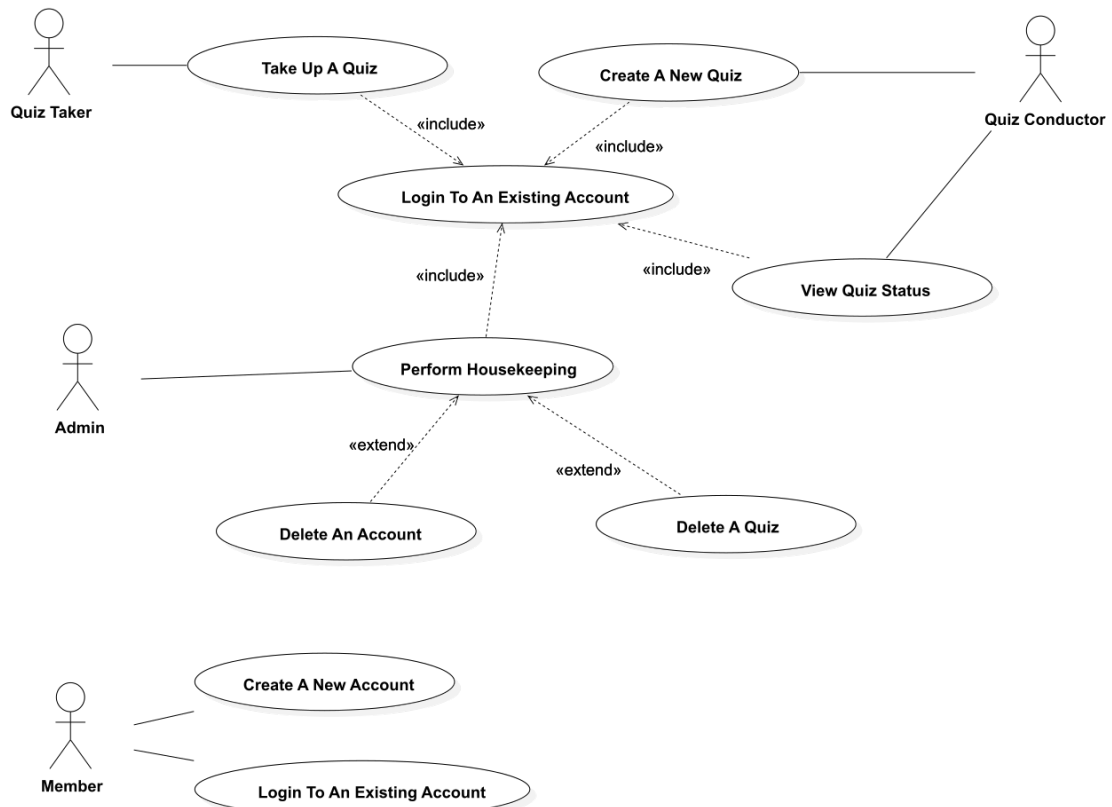 Take Up A Quiz
Create A New Quiz
Quiz Taker
Quiz Conductor
«include»
«include»
Login To An Existing Account
«include»
«include»
View Quiz Status
Perform Housekeeping
Admin
«extend»
«extend»
Delete An Account
Delete A Quiz
Create A New Account
Member
Login To An Existing Account